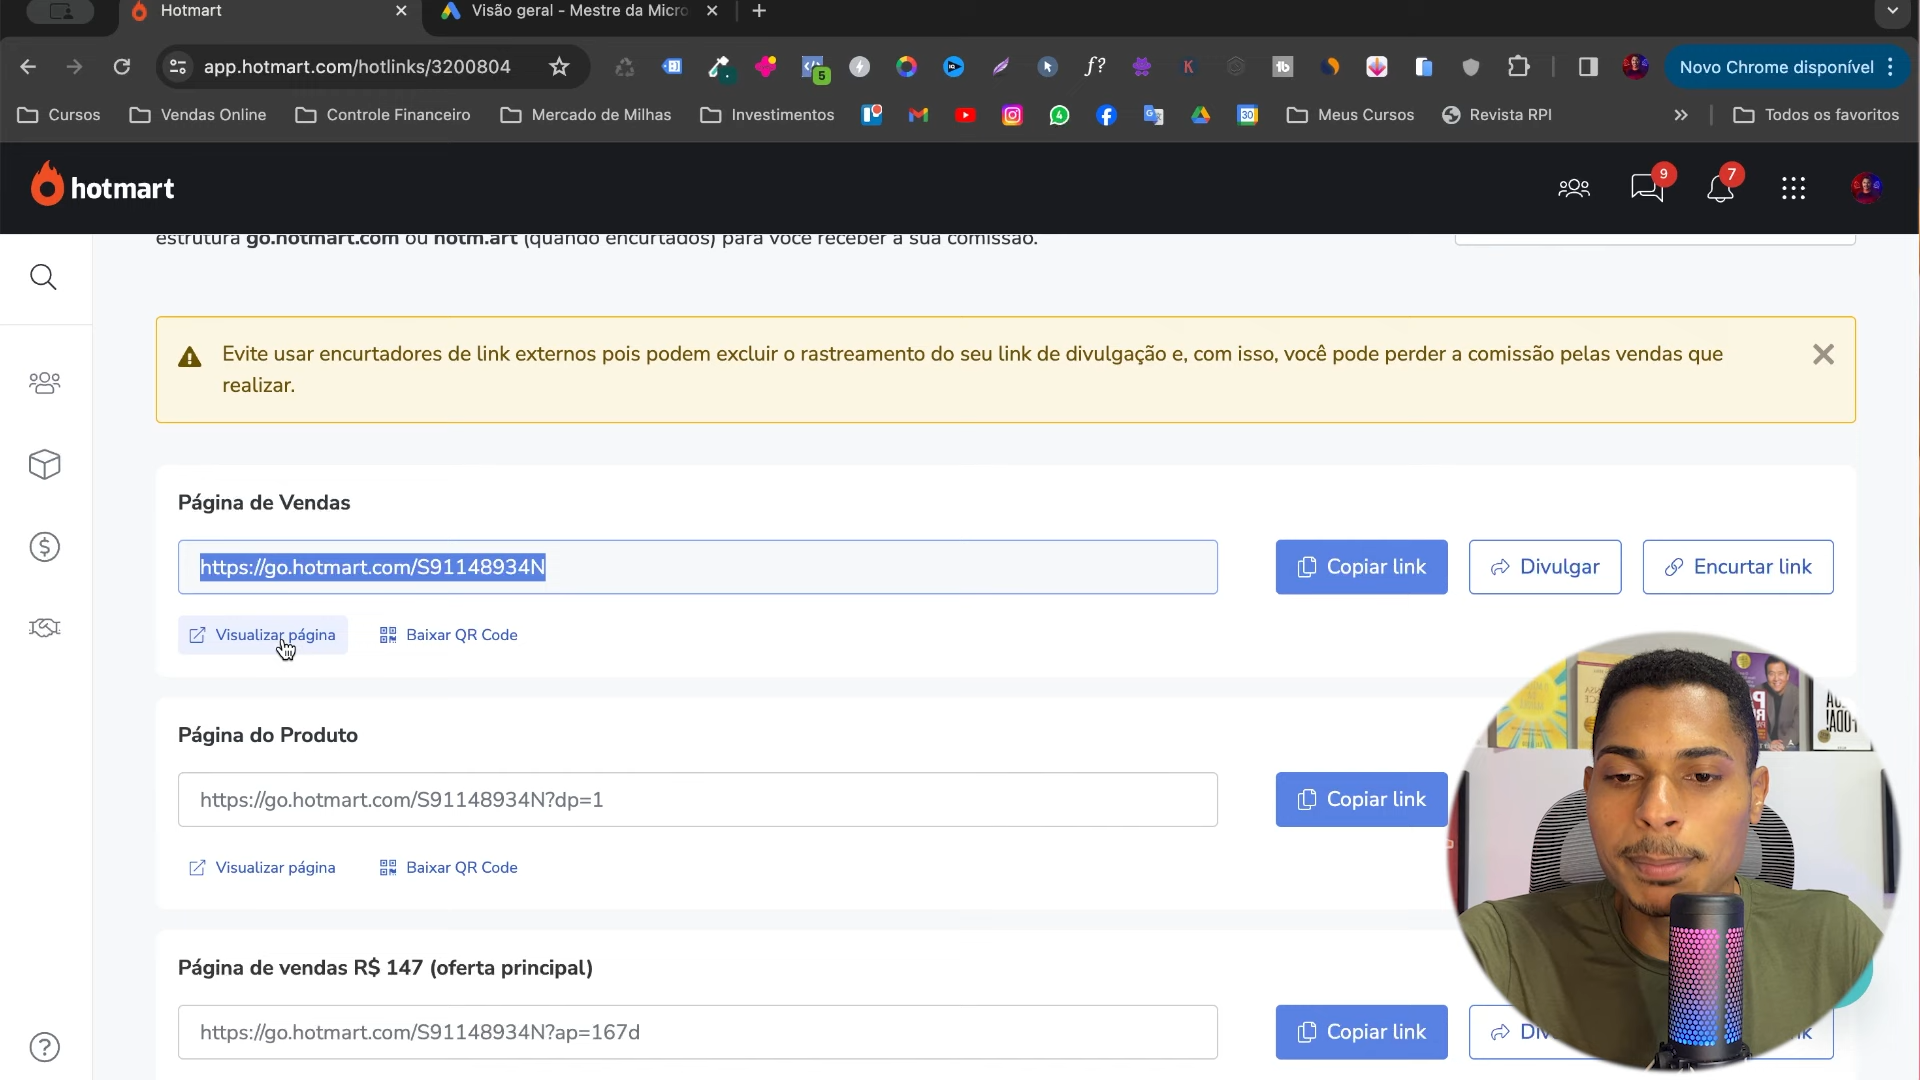 Hotmart
Visão geral - Mestre da Micro
app.hotmart.com/hotlinks/3200804
5
Novo Chrome disponível
Cursos
Vendas Online
Controle Financeiro
Mercado de Milhas
Investimentos
4
30
Meus Cursos
Revista RPI
Todos os favoritos
hotmart
9
7
estrutura go.hotmart.com ou hotm.art (quando encurtados) para você receber a sua comissão.
Evite usar encurtadores de link externos pois podem excluir o rastreamento do seu link de divulgação e, com isso, você pode perder a comissão pelas vendas que
realizar.
Página de Vendas
https://go.hotmart.com/S91148934N
Copiar link
Divulgar
Encurtar link
Visualizar página
Baixar QR Code
Página do Produto
https://go.hotmart.com/S91148934N?dp=1
Copiar link
Visualizar página
Baixar QR Code
Página de vendas R$ 147 (oferta principal)
https://go.hotmart.com/S91148934N?ap=167d
Copiar link